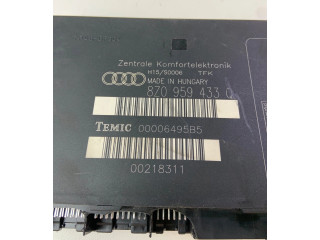 Zentrale Komfortelektronik
H15/S0006 TFK
MADE IN HUNGARY
8Z0 959 433 Q
TEMIC 00006495B5
00218311